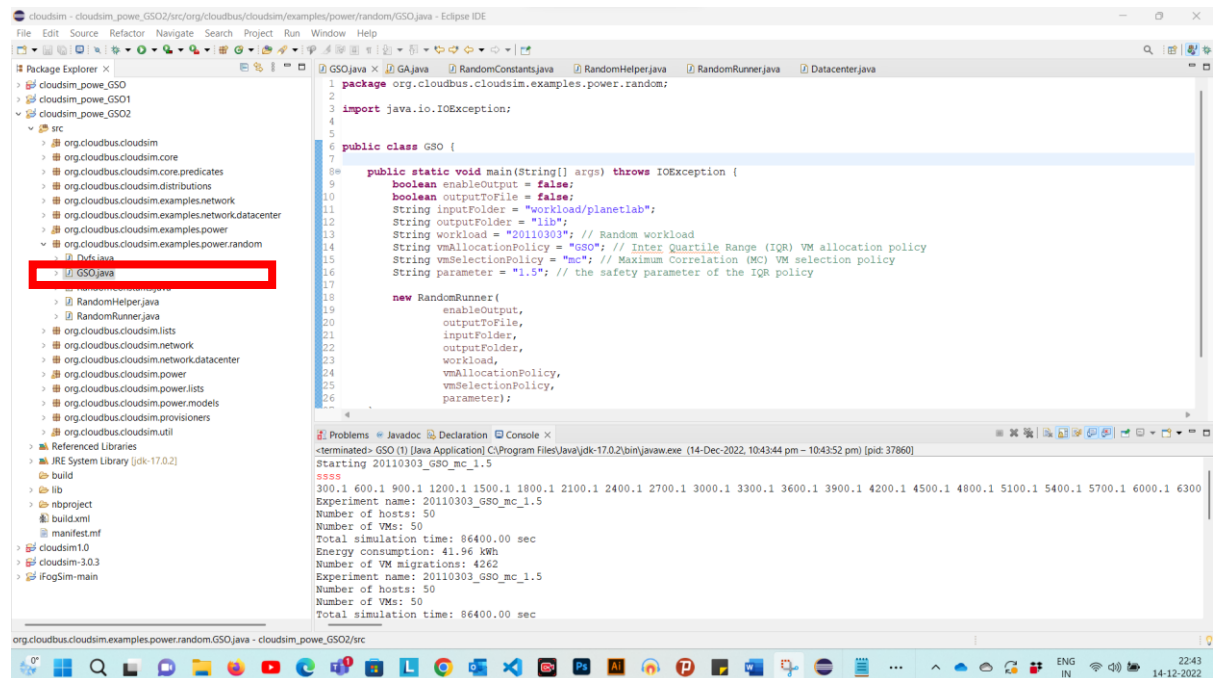 cloudsim - cloudsim_powe_GSO2/src/org/cloudbus/cloudsim/examples/power/random/GSO.java - Eclipse IDE
File Edit Source Refactor Navigate Search Project Run Window Help
Package Explorer
cloudsim_powe_GSO
cloudsim_powe_GSO1
cloudsim_powe_GSO2
src
org.cloudbus.cloudsim
org.cloudbus.cloudsim.core
org.cloudbus.cloudsim.core.predicates
org.cloudbus.cloudsim.distributions
org.cloudbus.cloudsim.examples.network
org.cloudbus.cloudsim.examples.network.datacenter
org.cloudbus.cloudsim.examples.power
org.cloudbus.cloudsim.examples.power.random
Dvfs.java
GSO.java
RandomConstants.java
RandomHelper.java
RandomRunner.java
org.cloudbus.cloudsim.lists
org.cloudbus.cloudsim.network
org.cloudbus.cloudsim.network.datacenter
org.cloudbus.cloudsim.power
org.cloudbus.cloudsim.power.lists
org.cloudbus.cloudsim.power.models
org.cloudbus.cloudsim.provisioners
org.cloudbus.cloudsim.util
Referenced Libraries
JRE System Library [jdk-17.0.2]
build
lib
nbproject
build.xml
manifest.mf
cloudsim1.0
cloudsim-3.0.3
iFogSim-main
GSO.java GA.java RandomConstants.java RandomHelper.java RandomRunner.java Datacenter.java
1 package org.cloudbus.cloudsim.examples.power.random;
2
3 import java.io.IOException;
4
5
6 public class GSO {
7
8 public static void main(String[] args) throws IOException {
9 boolean enableOutput = false;
10 boolean outputToFile = false;
11 String inputFolder = "workload/planetlab";
12 String outputFolder = "lib";
13 String workload = "20110303"; // Random workload
14 String vmAllocationPolicy = "GSO"; // Inter Quartile Range (IQR) VM allocation policy
15 String vmSelectionPolicy = "mc"; // Maximum Correlation (MC) VM selection policy
16 String parameter = "1.5"; // the safety parameter of the IQR policy
17
18 new RandomRunner(
19 enableOutput,
20 outputToFile,
21 inputFolder,
22 outputFolder,
23 workload,
24 vmAllocationPolicy,
25 vmSelectionPolicy,
26 parameter);
Problems Javadoc Declaration Console
<terminated> GSO (1) [Java Application] C:\Program Files\Java\jdk-17.0.2\bin\javaw.exe (14-Dec-2022, 10:43:44 pm – 10:43:52 pm) [pid: 37860]
Starting 20110303_GSO_mc_1.5
ssss
300.1 600.1 900.1 1200.1 1500.1 1800.1 2100.1 2400.1 2700.1 3000.1 3300.1 3600.1 3900.1 4200.1 4500.1 4800.1 5100.1 5400.1 5700.1 6000.1 6300
Experiment name: 20110303_GSO_mc_1.5
Number of hosts: 50
Number of VMs: 50
Total simulation time: 86400.00 sec
Energy consumption: 41.96 kWh
Number of VM migrations: 4262
Experiment name: 20110303_GSO_mc_1.5
Number of hosts: 50
Number of VMs: 50
Total simulation time: 86400.00 sec
org.cloudbus.cloudsim.examples.power.random.GSO.java - cloudsim_powe_GSO2/src
0°
ENG
IN
22:43
14-12-2022